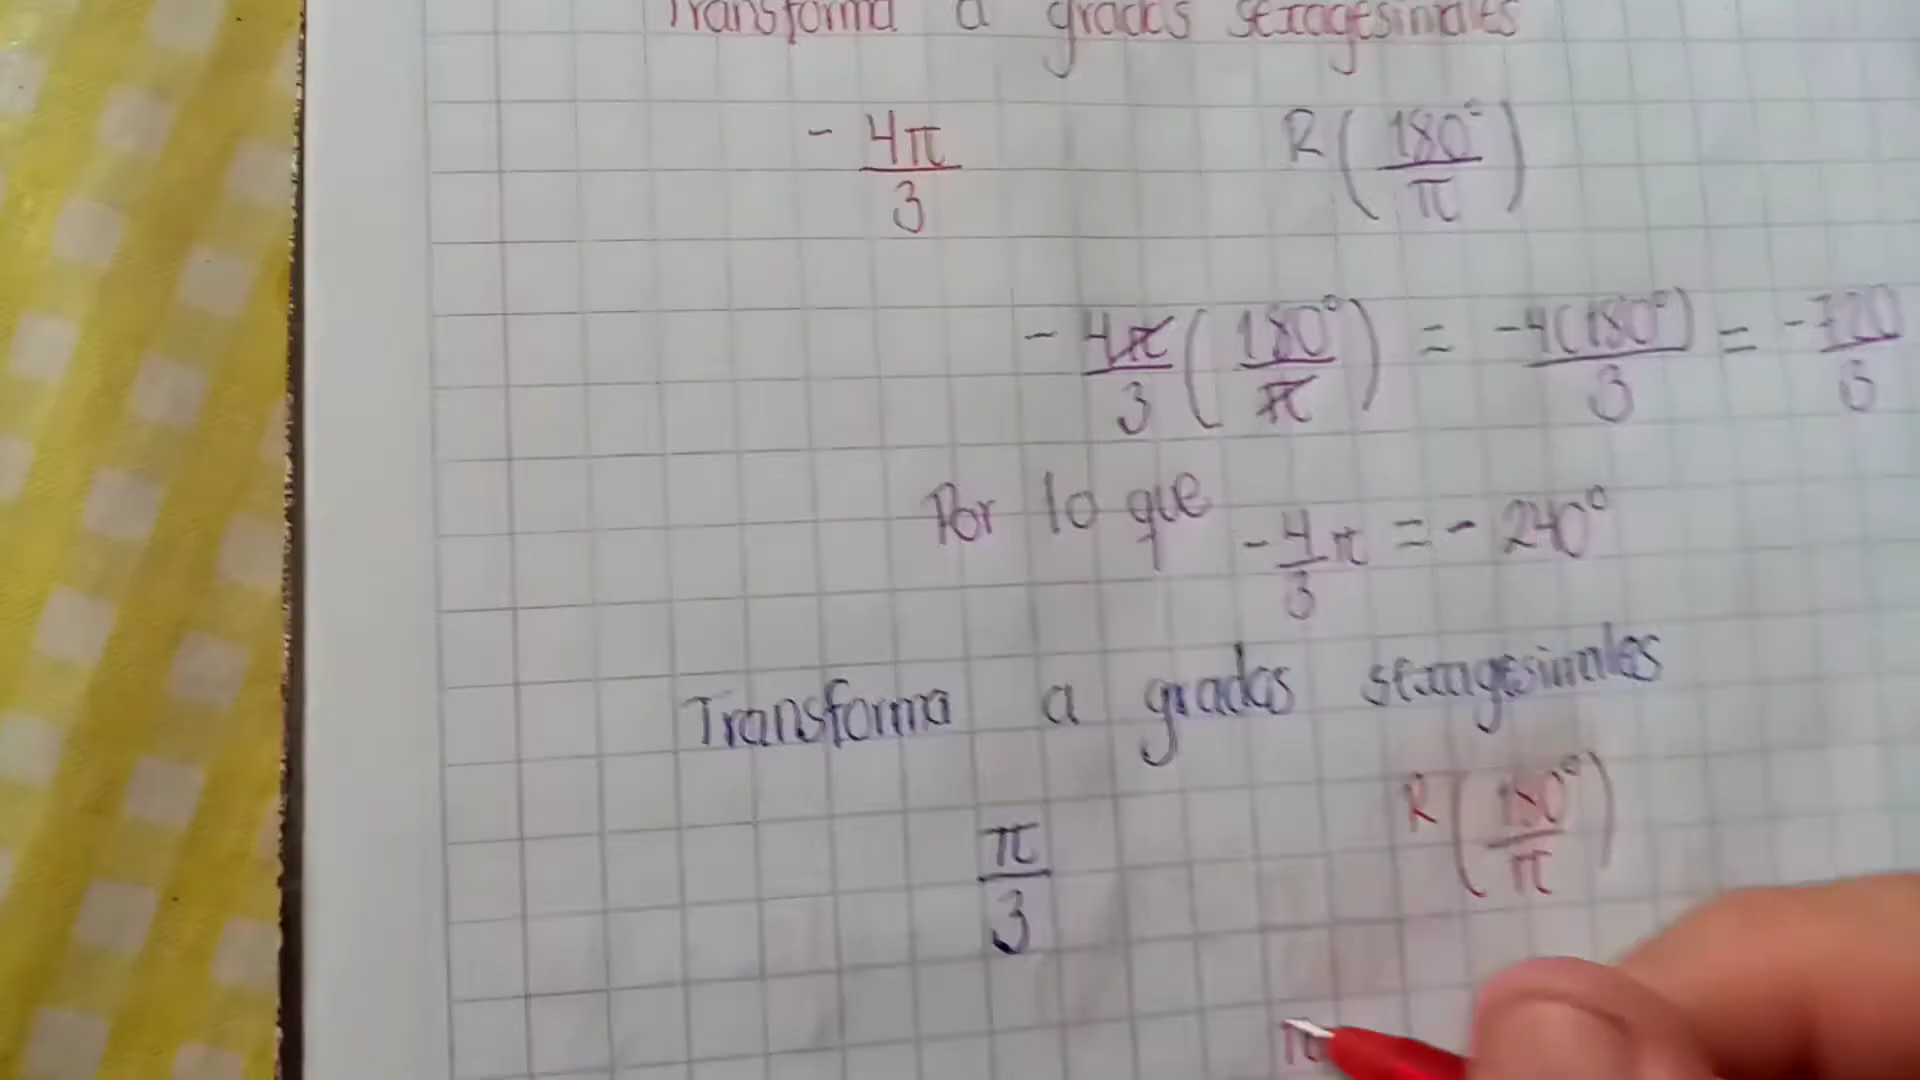 Transforma a grados sexagesimales
- 4π/3 R(180°/π)
- 4π/3 (180°/π) = -4(180°)/3 = -720/3
Por lo que - 4/3 π = - 240°
Transforma a grados sexagesimales
π/3 R(180°/π)